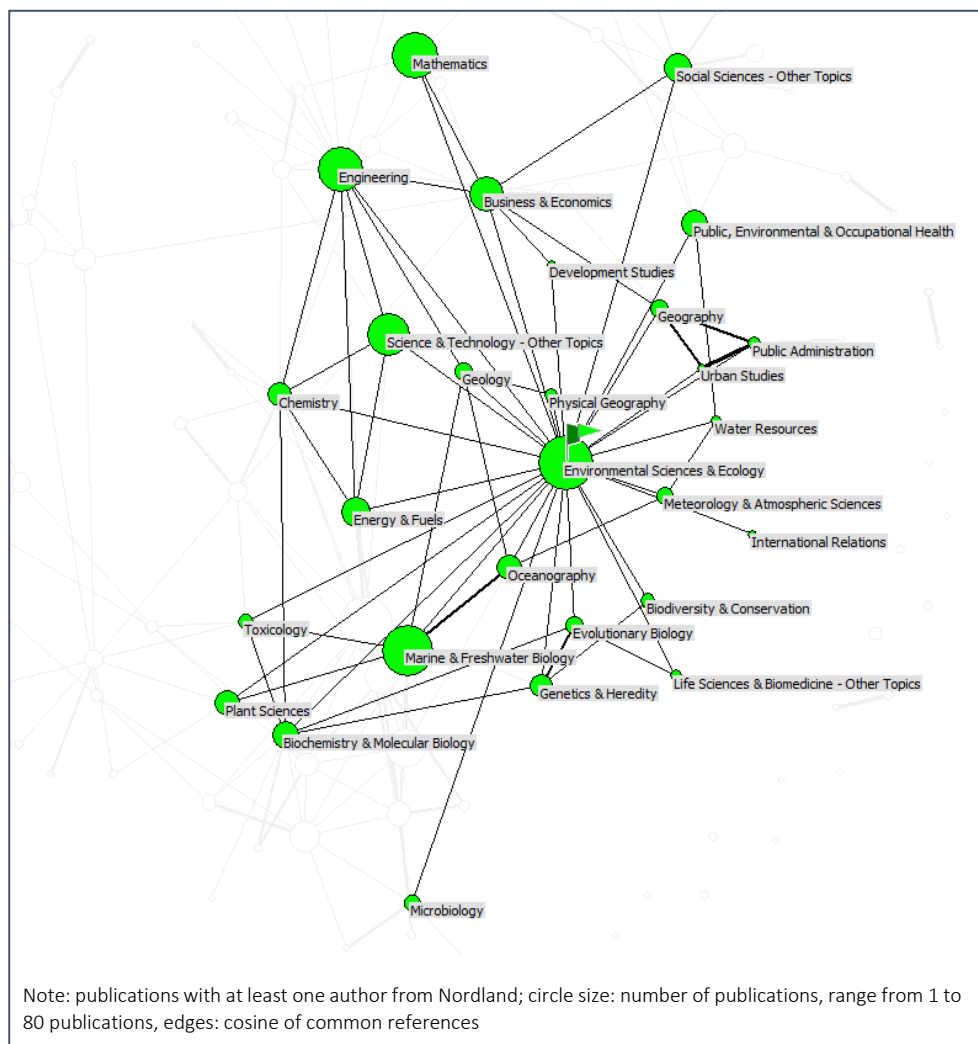 Mathematics
Social Sciences - Other Topics
Engineering
Business & Economics
Public, Environmental & Occupational Health
Development Studies
Geography
Science & Technology - Other Topics
Public Administration
Geology
Urban Studies
Chemistry
Physical Geography
Water Resources
Environmental Sciences & Ecology
Meteorology & Atmospheric Sciences
Energy & Fuels
International Relations
Oceanography
Biodiversity & Conservation
Toxicology
Evolutionary Biology
Marine & Freshwater Biology
Life Sciences & Biomedicine - Other Topics
Genetics & Heredity
Plant Sciences
Biochemistry & Molecular Biology
Microbiology
Note: publications with at least one author from Nordland; circle size: number of publications, range from 1 to
80 publications, edges: cosine of common references